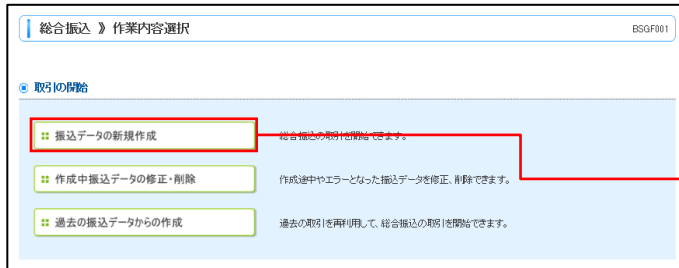 総合振込 》 作業内容選択
BSGF001
取引の開始
振込データの新規作成
総合振込の取引を開始できます。
作成中振込データの修正・削除
作成途中やエラーとなった振込データを修正、削除できます。
過去の振込データからの作成
過去の取引を再利用して、総合振込の取引を開始できます。